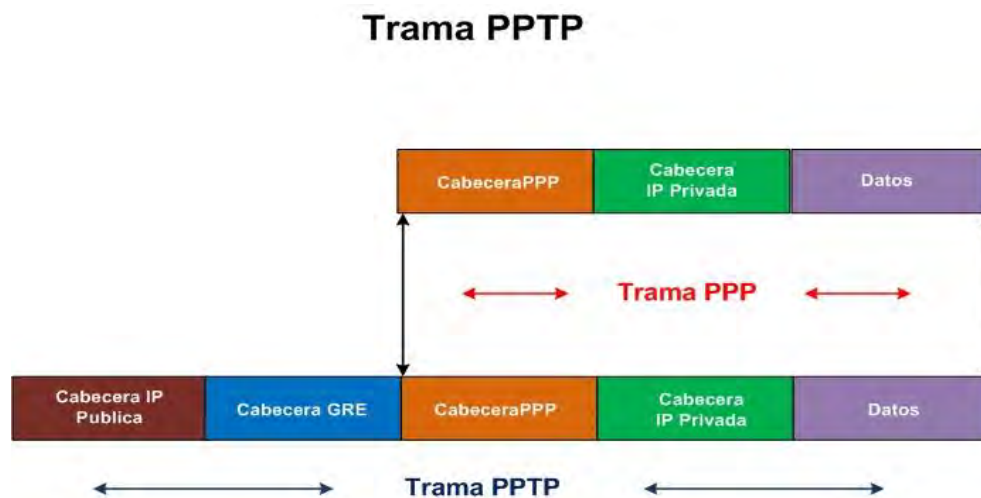 Trama PPTP
CabeceraPPP
Cabecera
IP Privada
Datos
Trama PPP
Cabecera IP
Publica
Cabecera GRE
CabeceraPPP
Cabecera
IP Privada
Datos
Trama PPTP